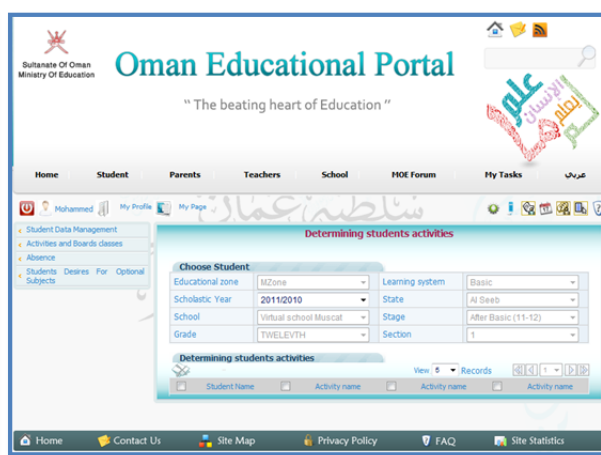 Sultanate Of Oman
Ministry Of Education
Oman Educational Portal
“ The beating heart of Education ”
Home Student Parents Teachers School MOE Forum My Tasks عربي
Mohammed My Profile My Page
سلطنة عمان
Student Data Management
Activities and Boards classes
Absence
Students Desires For Optional Subjects
Determining students activities
Choose Student
Educational zone MZone Learning system Basic
Scholastic Year 2011/2010 State Al Seeb
School Virtual school Muscat Stage After Basic (11-12)
Grade TWELEVTH Section 1
Determining students activities
View 5 Records 1
Student Name Activity name Activity name Activity name
Home Contact Us Site Map Privacy Policy FAQ Site Statistics